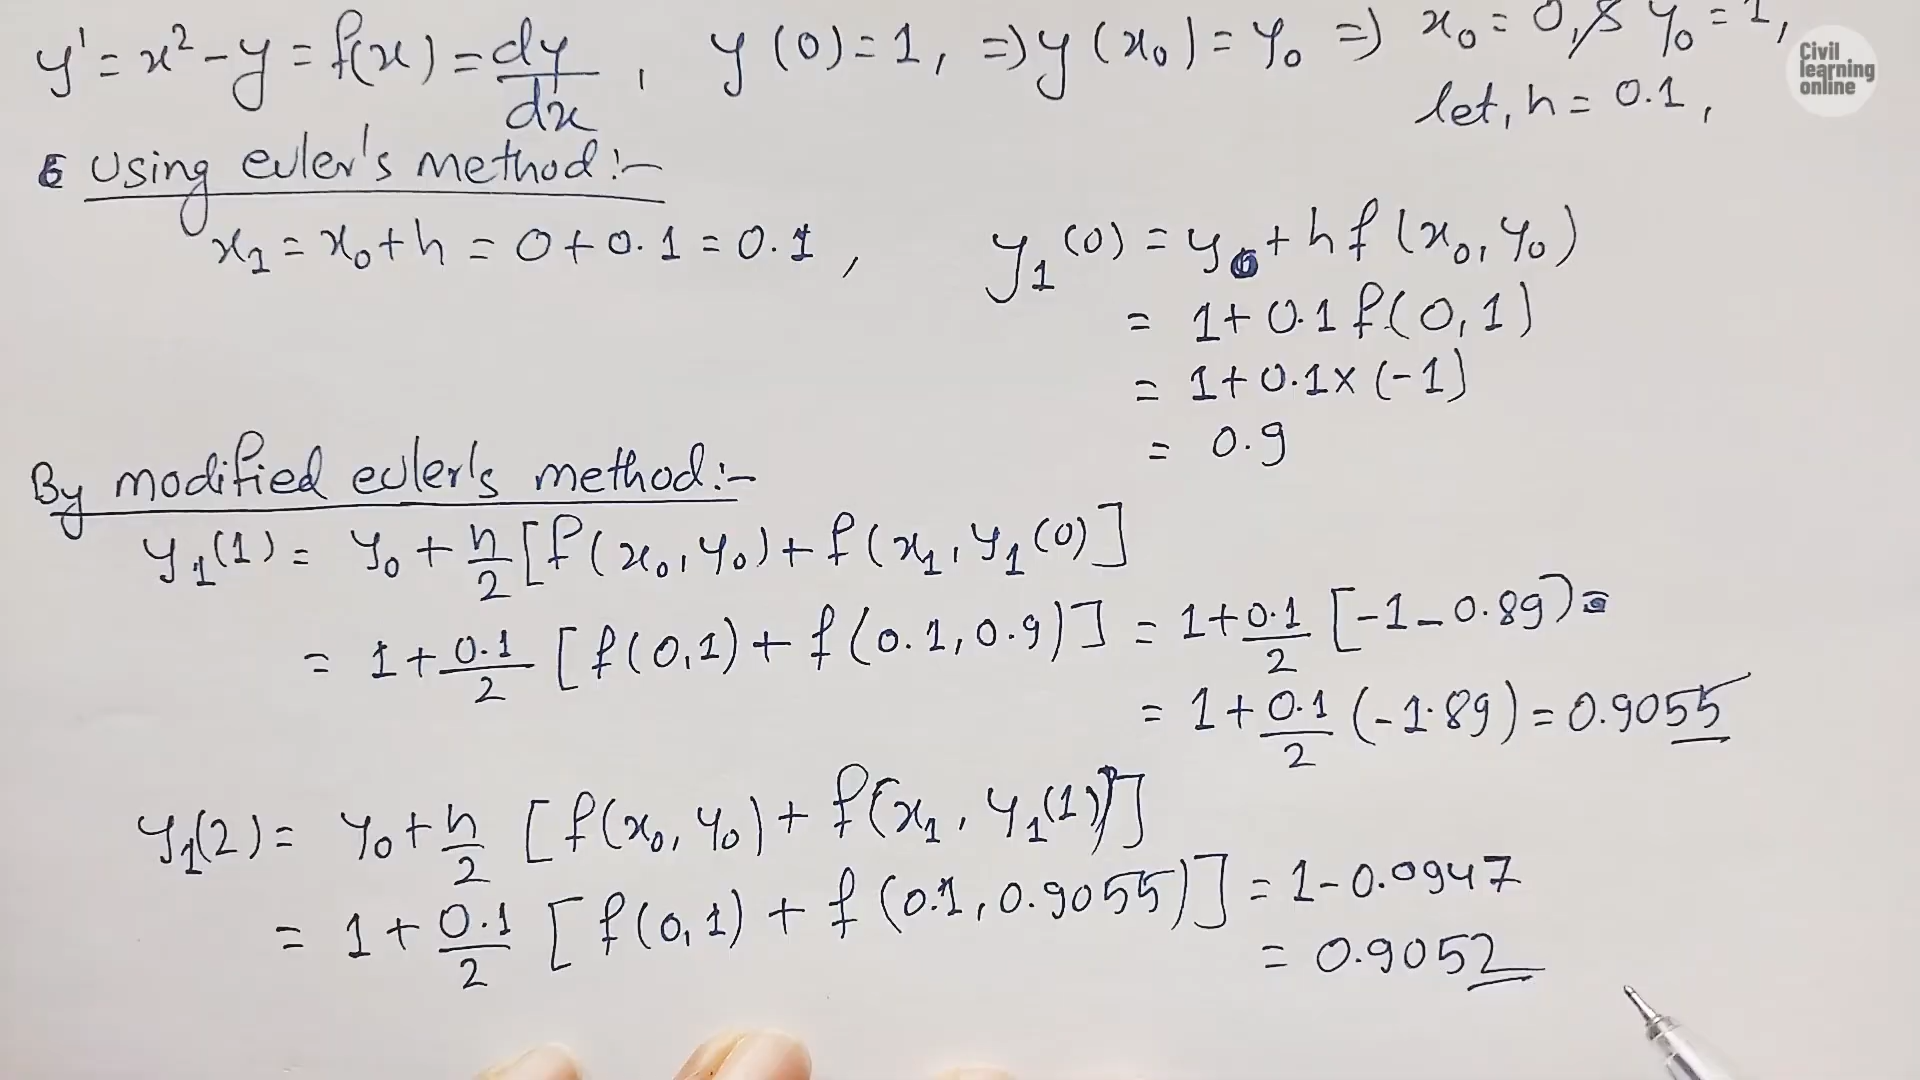 y' = x² - y = f(x) = dy/dx , y(0) = 1, => y(x₀) = y₀ => x₀ = 0, & y₀ = 1,
Civil learning online
let, h = 0.1,
Using euler's method :-
x₁ = x₀ + h = 0 + 0.1 = 0.1 ,
y₁(0) = y₀ + h f(x₀, y₀)
= 1 + 0.1 f(0, 1)
= 1 + 0.1 x (-1)
= 0.9
By modified euler's method :-
y₁(1) = y₀ + h/2 [f(x₀, y₀) + f(x₁, y₁(0)]
= 1 + 0.1/2 [f(0,1) + f(0.1, 0.9)] = 1 + 0.1/2 [-1 - 0.89) =
= 1 + 0.1/2 (-1.89) = 0.9055
y₁(2) = y₀ + h/2 [f(x₀, y₀) + f(x₁, y₁(1))]
= 1 + 0.1/2 [f(0, 1) + f(0.1, 0.9055)] = 1 - 0.0947
= 0.9052